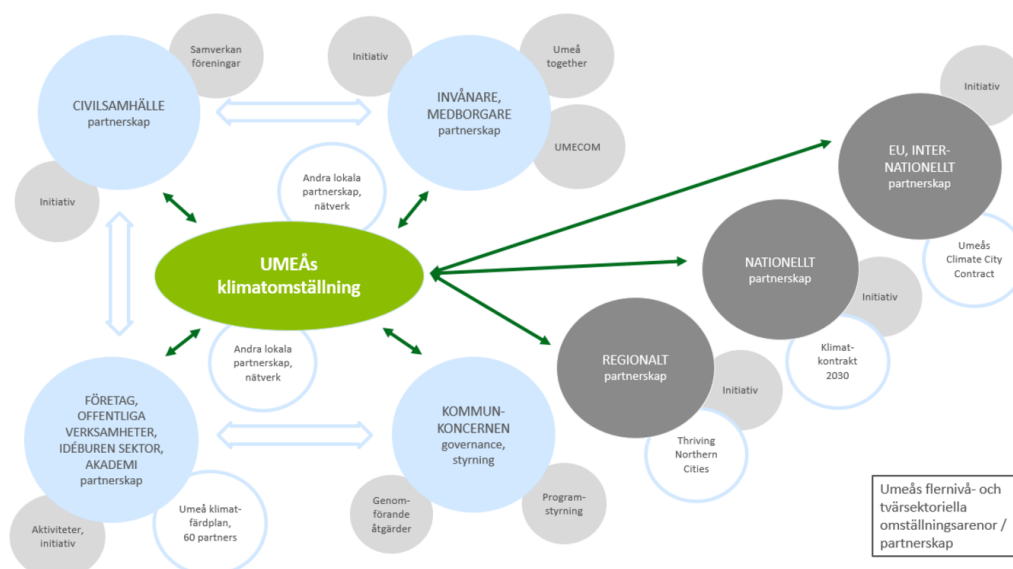 Samverkan
föreningar
CIVILSAMHÄLLE
partnerskap
Initiativ
Initiativ
INVÅNARE,
MEDBORGARE
partnerskap
Umeå
together
UMECOM
Andra lokala
partnerskap,
nätverk
UMEÅs
klimatomställning
Andra lokala
partnerskap,
nätverk
FÖRETAG,
OFFENTLIGA
VERKSAMHETER,
IDÉBUREN SEKTOR,
AKADEMI
partnerskap
Aktiviteter,
initiativ
Umeå klimat-
färdplan,
60 partners
KOMMUN-
KONCERNEN
governance,
styrning
Genom-
förande
åtgärder
Program-
styrning
REGIONALT
partnerskap
Initiativ
Thriving
Northern
Cities
NATIONELLT
partnerskap
Initiativ
Klimat-
kontrakt
2030
Initiativ
EU, INTER-
NATIONELLT
partnerskap
Umeås
Climate City
Contract
Umeås flernivå- och
tvärsektoriella
omställningsarenor /
partnerskap